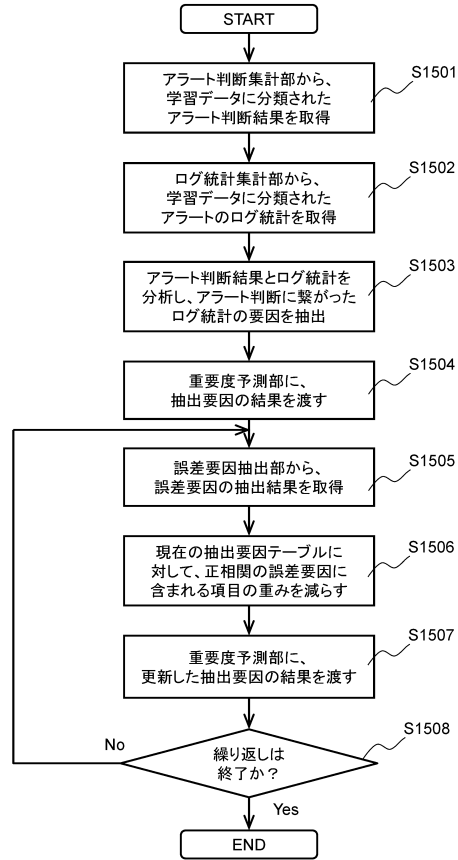 START
アラート判断集計部から、
学習データに分類された
アラート判断結果を取得
S1501
ログ統計集計部から、
学習データに分類された
アラートのログ統計を取得
S1502
アラート判断結果とログ統計を
分析し、アラート判断に繋がった
ログ統計の要因を抽出
S1503
重要度予測部に、
抽出要因の結果を渡す
S1504
誤差要因抽出部から、
誤差要因の抽出結果を取得
S1505
現在の抽出要因テーブルに
対して、正相関の誤差要因に
含まれる項目の重みを減らす
S1506
重要度予測部に、
更新した抽出要因の結果を渡す
S1507
繰り返しは
終了か？
S1508
No
Yes
END